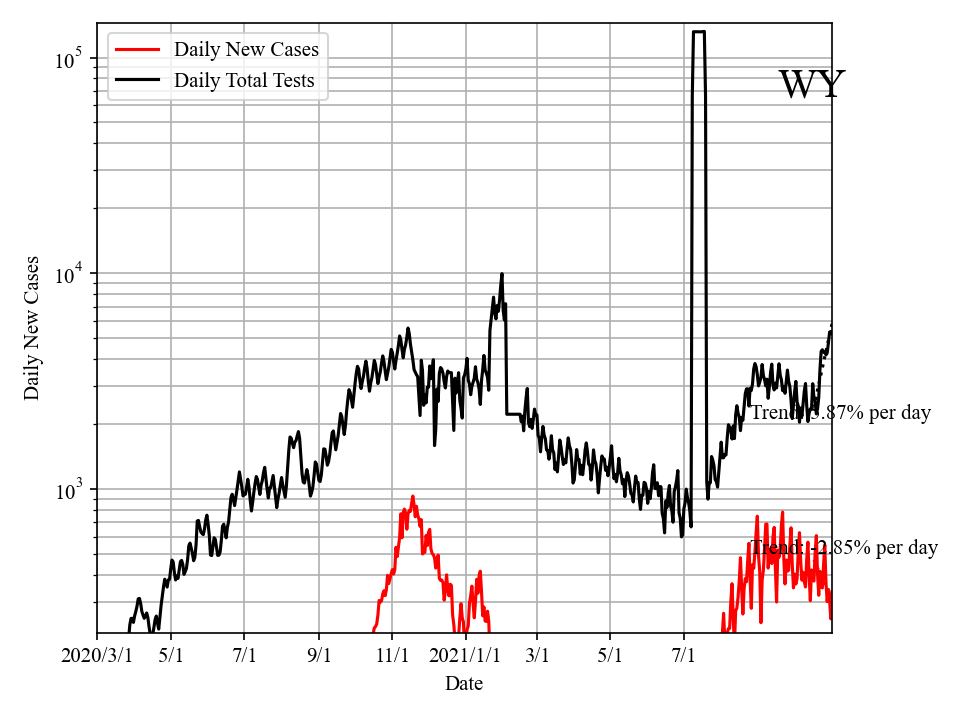 Daily New Cases
Daily Total Tests
WY
10^5
10^4
10^3
Daily New Cases
Trend: 3.87% per day
Trend: -2.85% per day
2020/3/1 5/1 7/1 9/1 11/1 2021/1/1 3/1 5/1 7/1
Date